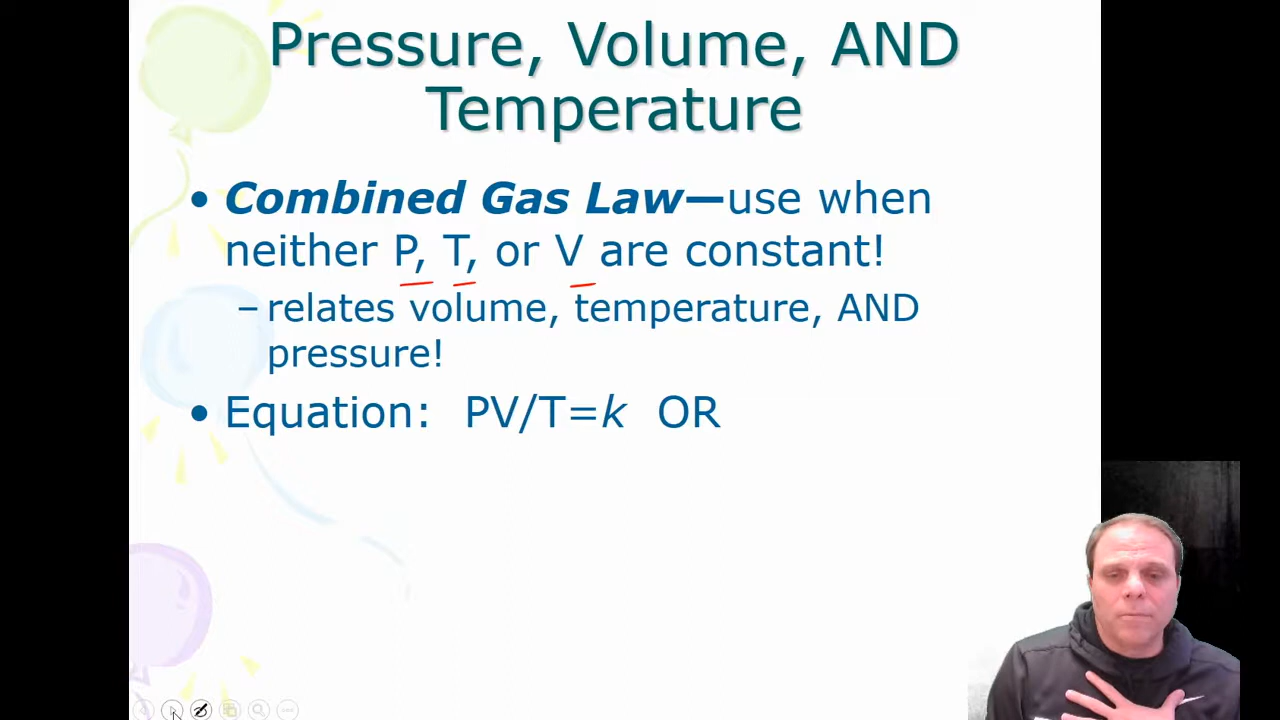 Pressure, Volume, AND
Temperature
• Combined Gas Law—use when
neither P, T, or V are constant!
– relates volume, temperature, AND
pressure!
• Equation: PV/T=k OR